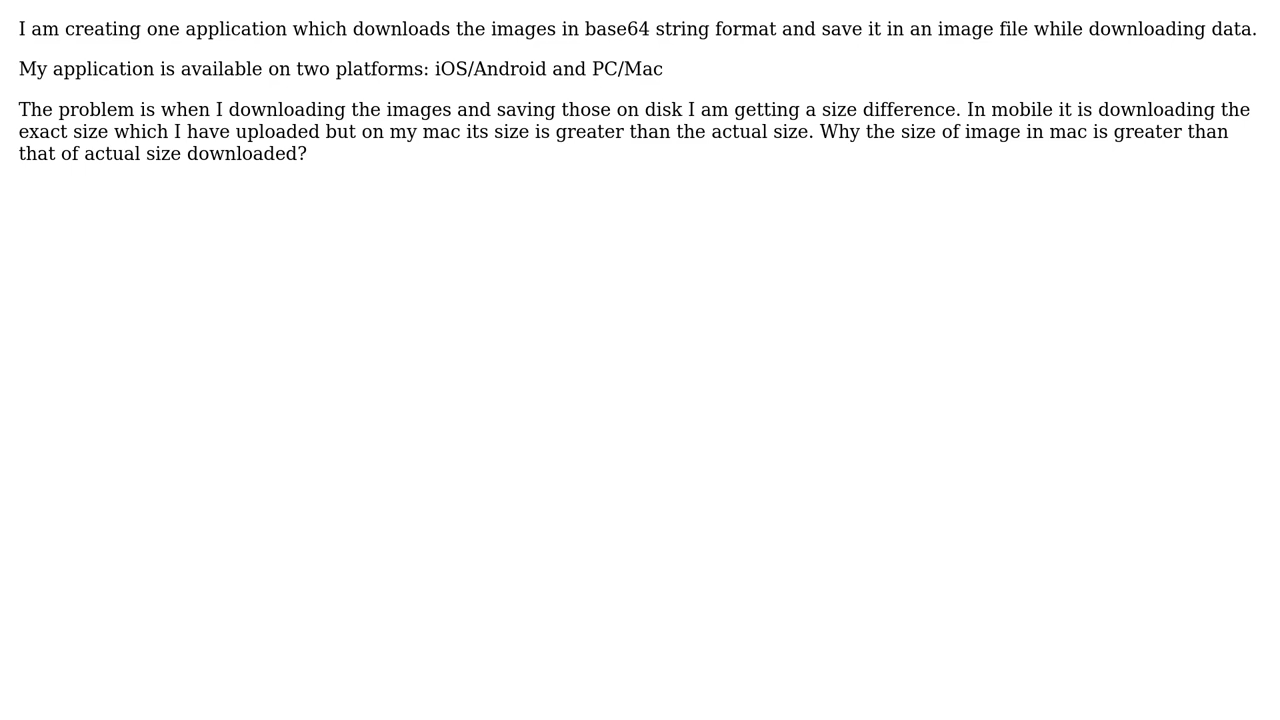 I am creating one application which downloads the images in base64 string format and save it in an image file while downloading data.
My application is available on two platforms: iOS/Android and PC/Mac
The problem is when I downloading the images and saving those on disk I am getting a size difference. In mobile it is downloading the
exact size which I have uploaded but on my mac its size is greater than the actual size. Why the size of image in mac is greater than
that of actual size downloaded?